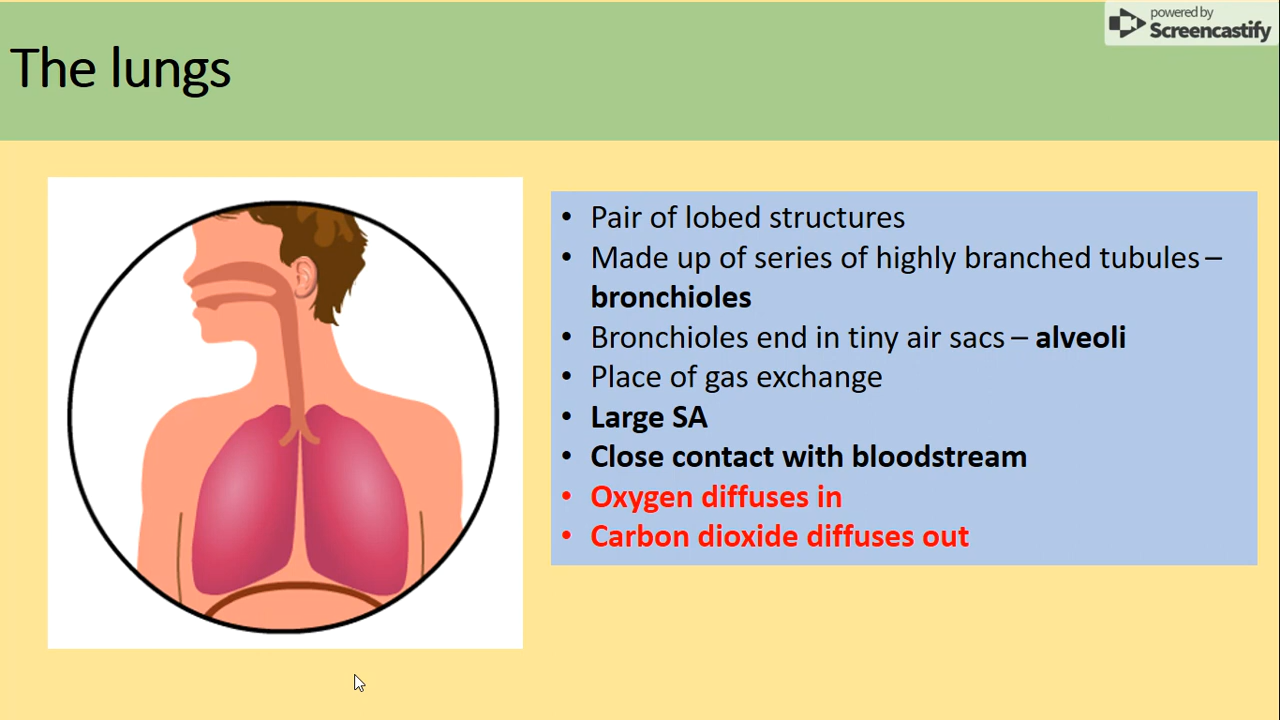 powered by
Screencastify
The lungs
• Pair of lobed structures
• Made up of series of highly branched tubules –
bronchioles
• Bronchioles end in tiny air sacs – alveoli
• Place of gas exchange
• Large SA
• Close contact with bloodstream
• Oxygen diffuses in
• Carbon dioxide diffuses out